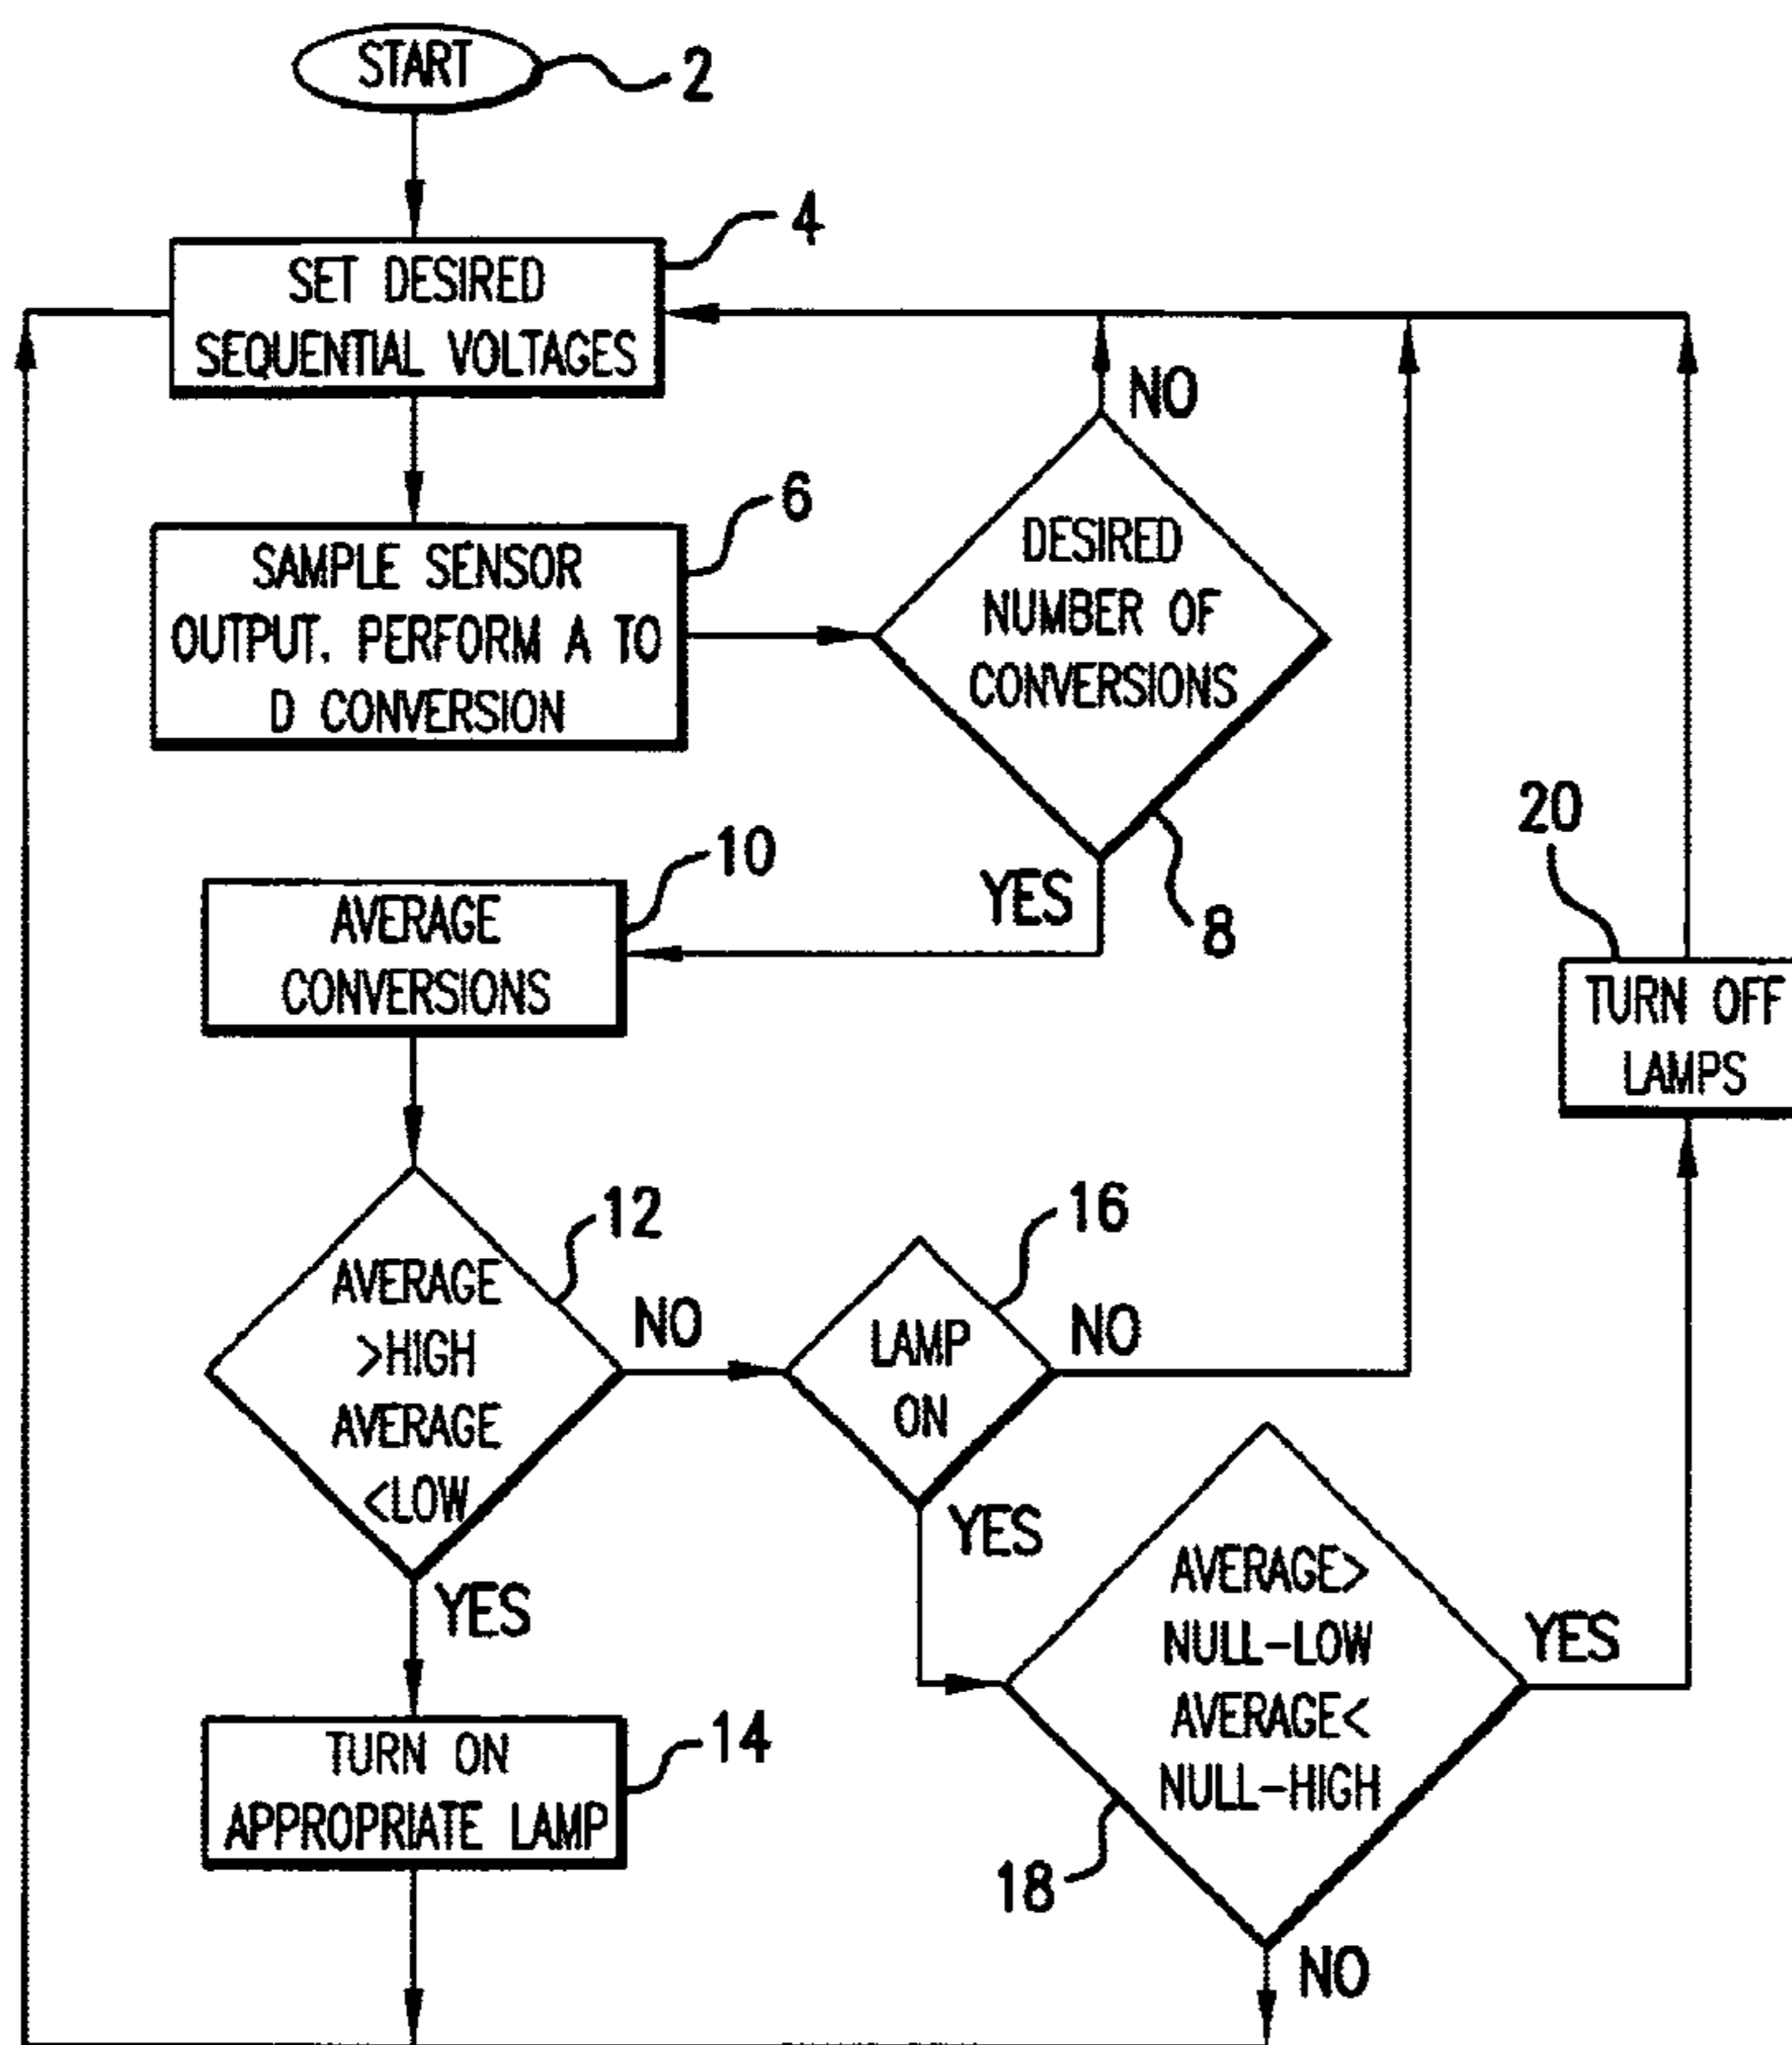 START
2
SET DESIRED
SEQUENTIAL VOLTAGES
4
SAMPLE SENSOR
OUTPUT. PERFORM A TO
D CONVERSION
6
DESIRED
NUMBER OF
CONVERSIONS
NO
YES
8
AVERAGE
CONVERSIONS
10
AVERAGE
>HIGH
AVERAGE
<LOW
12
NO
YES
TURN ON
APPROPRIATE LAMP
14
LAMP
ON
16
NO
YES
AVERAGE>
NULL-LOW
AVERAGE<
NULL-HIGH
18
YES
NO
20
TURN OFF
LAMPS